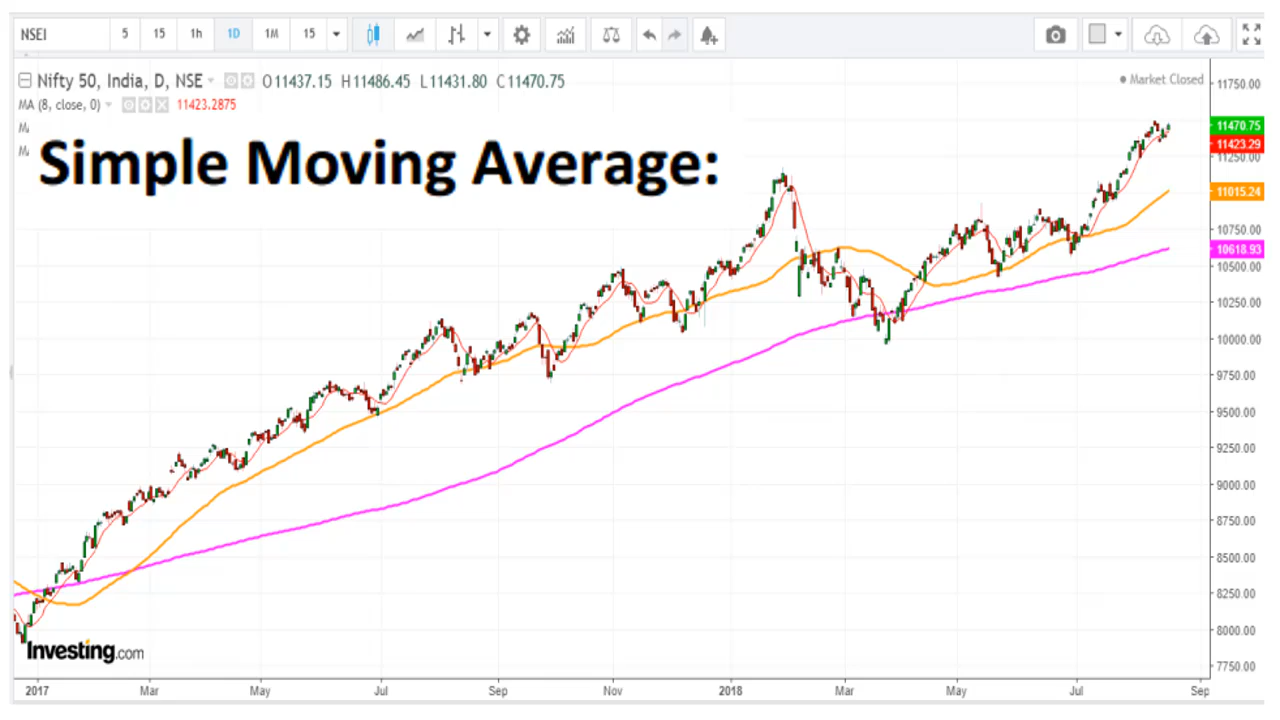 NSEI 5 15 1h 1D 1M 15
Nifty 50, India, D, NSE O11437.15 H11486.45 L11431.80 C11470.75
Market Closed
MA (8, close, 0) 11423.2875
Simple Moving Average:
11750.00
11470.75
11423.29
11250.00
11015.24
10750.00
10618.93
10500.00
10250.00
10000.00
9750.00
9500.00
9250.00
9000.00
8750.00
8500.00
8250.00
8000.00
7750.00
Investing.com
2017 Mar May Jul Sep Nov 2018 Mar May Jul Sep